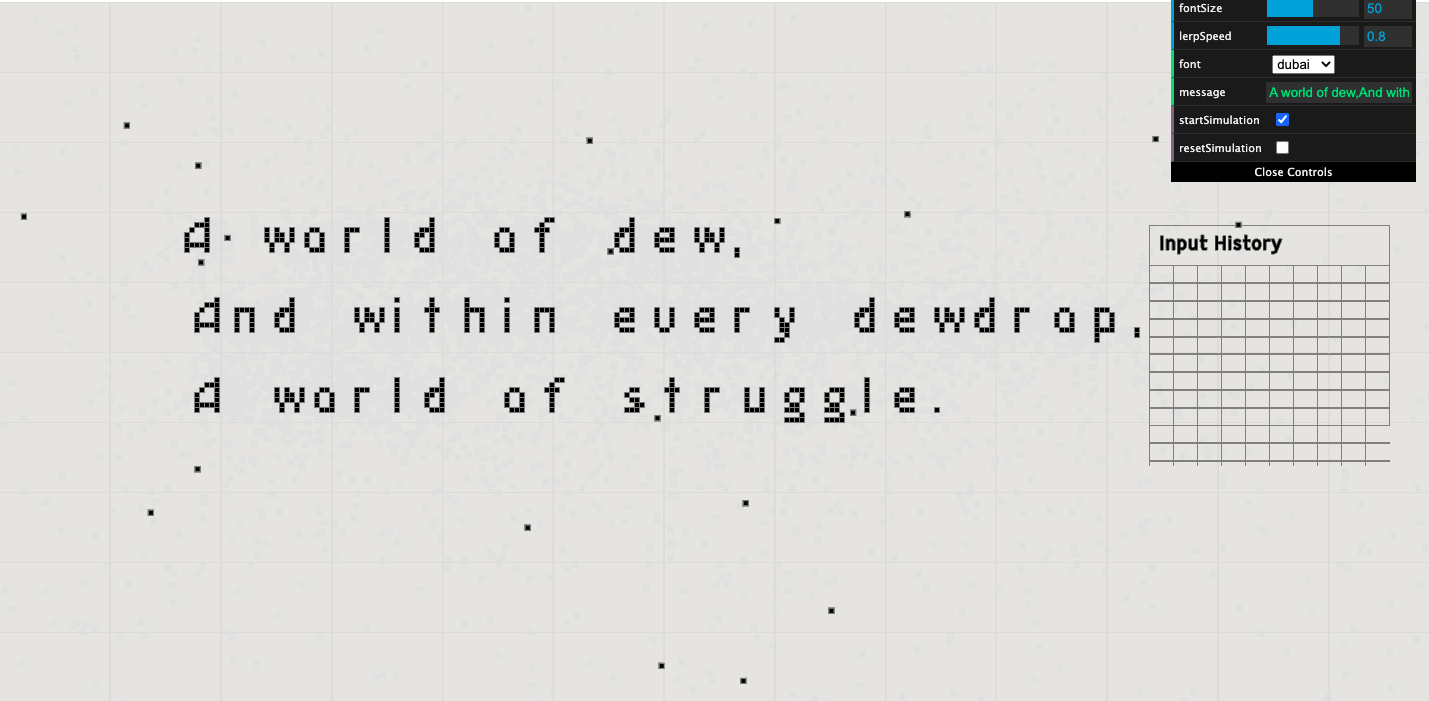 fontSize 50
lerpSpeed 0.8
font dubai
message A world of dew,And with
startSimulation
resetSimulation
Close Controls
A world of dew,
And within every dewdrop,
A world of struggle.
Input History